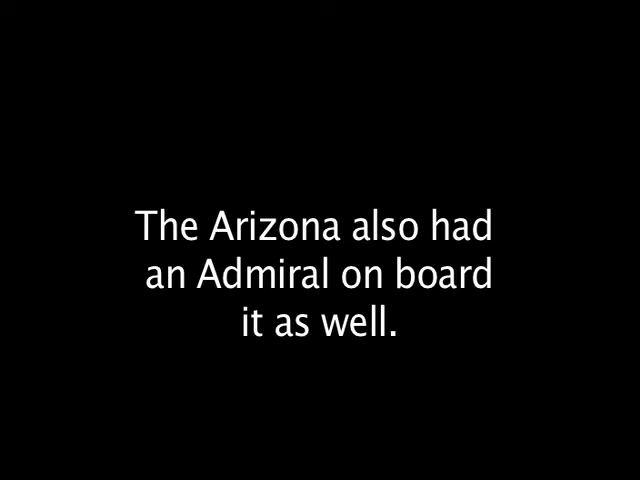 The Arizona also had
an Admiral on board
it as well.